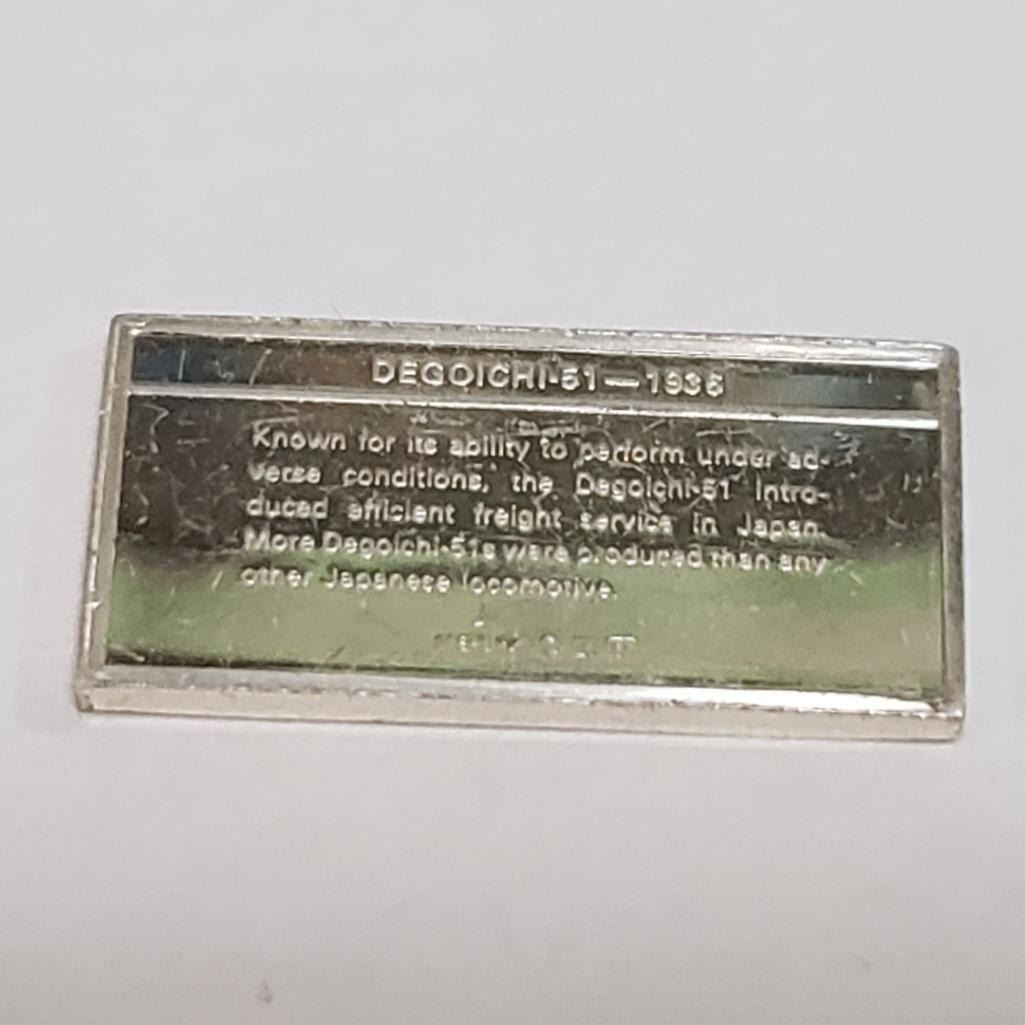 DEGOICHI-51—1936
Known for its ability to perform under ad-
verse conditions, the Degoichi-51 intro-
duced efficient freight service in Japan.
More Degoichi-51s were produced than any
other Japanese locomotive.